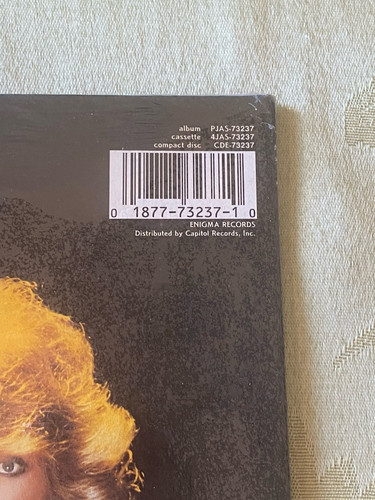 album PJAS-73237
cassette 4JAS-73237
compact disc CDE-73237
0 1877-73237-1 0
ENIGMA RECORDS
Distributed by Capitol Records, Inc.